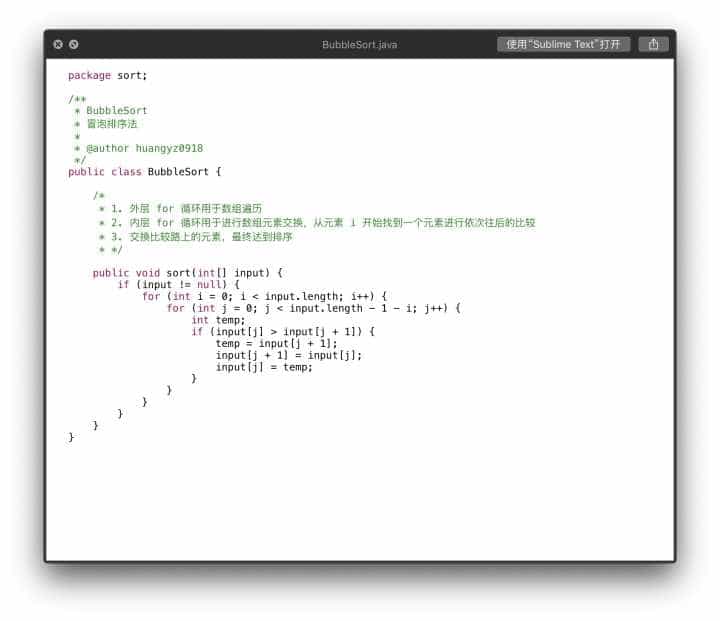 BubbleSort.java
使用“Sublime Text”打开
package sort;
/**
 * BubbleSort
 * 冒泡排序法
 *
 * @author huangyz0918
 */
public class BubbleSort {
    /*
     * 1. 外层 for 循环用于数组遍历
     * 2. 内层 for 循环用于进行数组元素交换，从元素 i 开始找到一个元素进行依次往后的比较
     * 3. 交换比较路上的元素，最终达到排序
     * */
    public void sort(int[] input) {
        if (input != null) {
            for (int i = 0; i < input.length; i++) {
                for (int j = 0; j < input.length - 1 - i; j++) {
                    int temp;
                    if (input[j] > input[j + 1]) {
                        temp = input[j + 1];
                        input[j + 1] = input[j];
                        input[j] = temp;
                    }
                }
            }
        }
    }
}